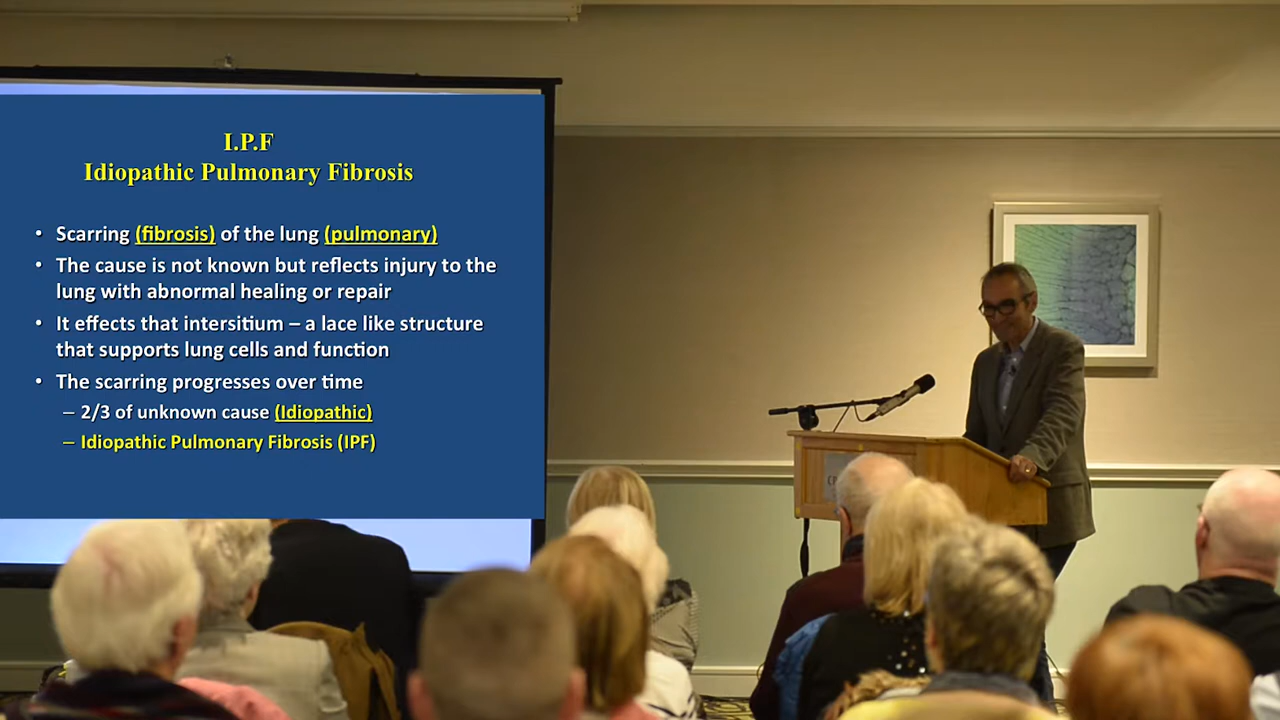 I.P.F
Idiopathic Pulmonary Fibrosis
• Scarring (fibrosis) of the lung (pulmonary)
• The cause is not known but reflects injury to the
lung with abnormal healing or repair
• It effects that intersitium – a lace like structure
that supports lung cells and function
• The scarring progresses over time
– 2/3 of unknown cause (Idiopathic)
– Idiopathic Pulmonary Fibrosis (IPF)